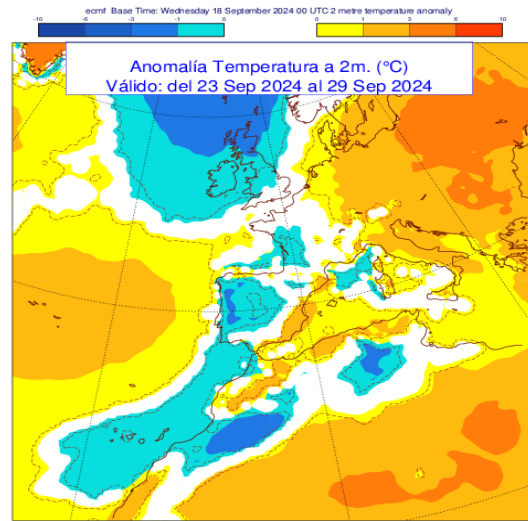 ecmf Base Time: Wednesday 18 September 2024 00 UTC 2 metre temperature anomaly
-10 -6 -3 -1 0 0 1 3 6 10
Anomalía Temperatura a 2m. (°C)
Válido: del 23 Sep 2024 al 29 Sep 2024